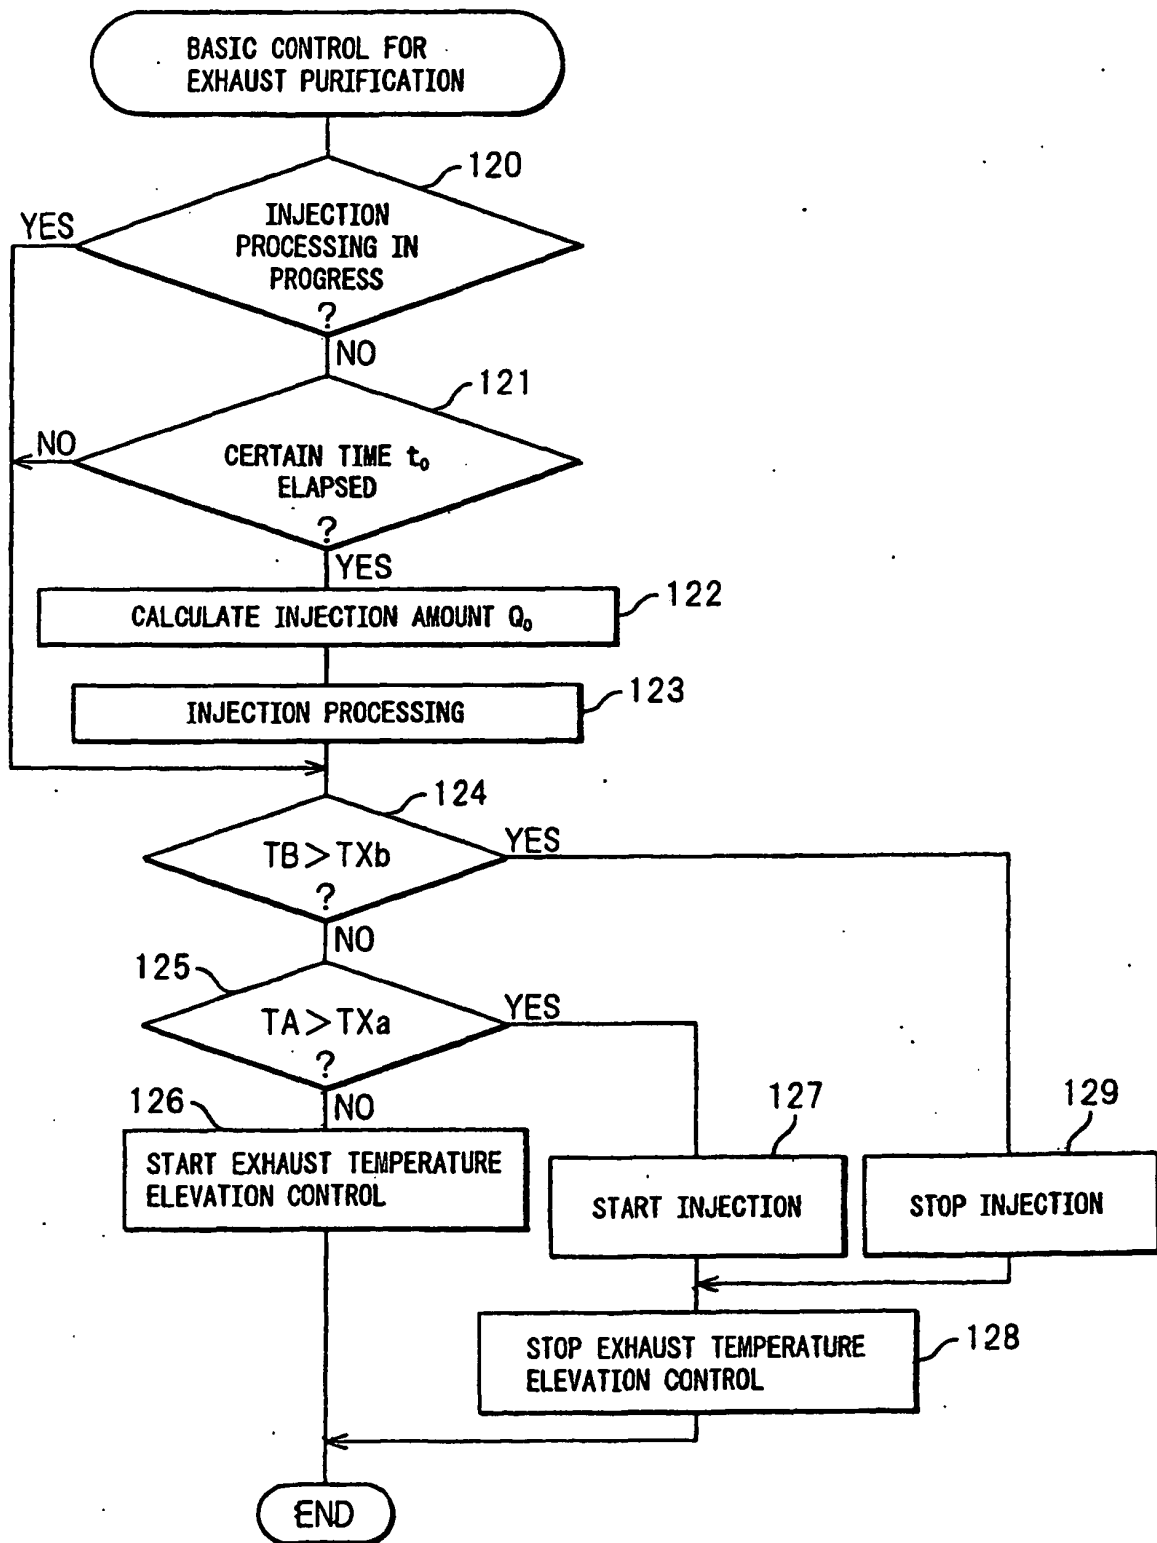 BASIC CONTROL FOR
EXHAUST PURIFICATION
120
YES
INJECTION
PROCESSING IN
PROGRESS
?
NO
121
NO
CERTAIN TIME t₀
ELAPSED
?
YES
CALCULATE INJECTION AMOUNT Q₀
122
INJECTION PROCESSING
123
124
TB>TXb
?
YES
NO
125
TA>TXa
?
YES
NO
126
START EXHAUST TEMPERATURE
ELEVATION CONTROL
127
START INJECTION
129
STOP INJECTION
STOP EXHAUST TEMPERATURE
ELEVATION CONTROL
128
END